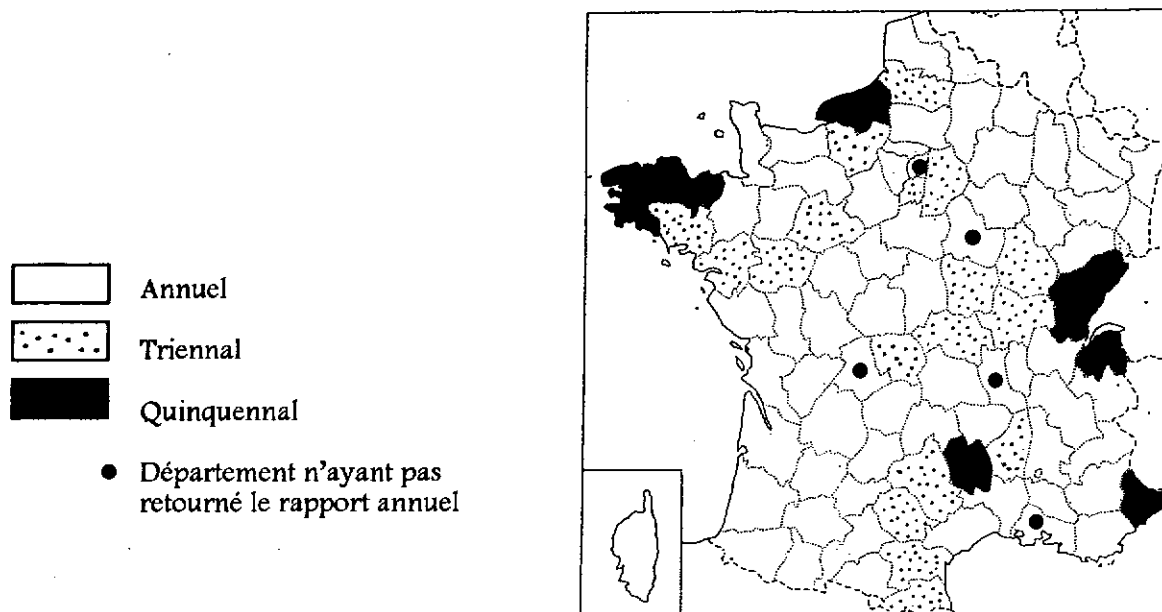 Annuel
Triennal
Quinquennal
Département n'ayant pas
retourné le rapport annuel